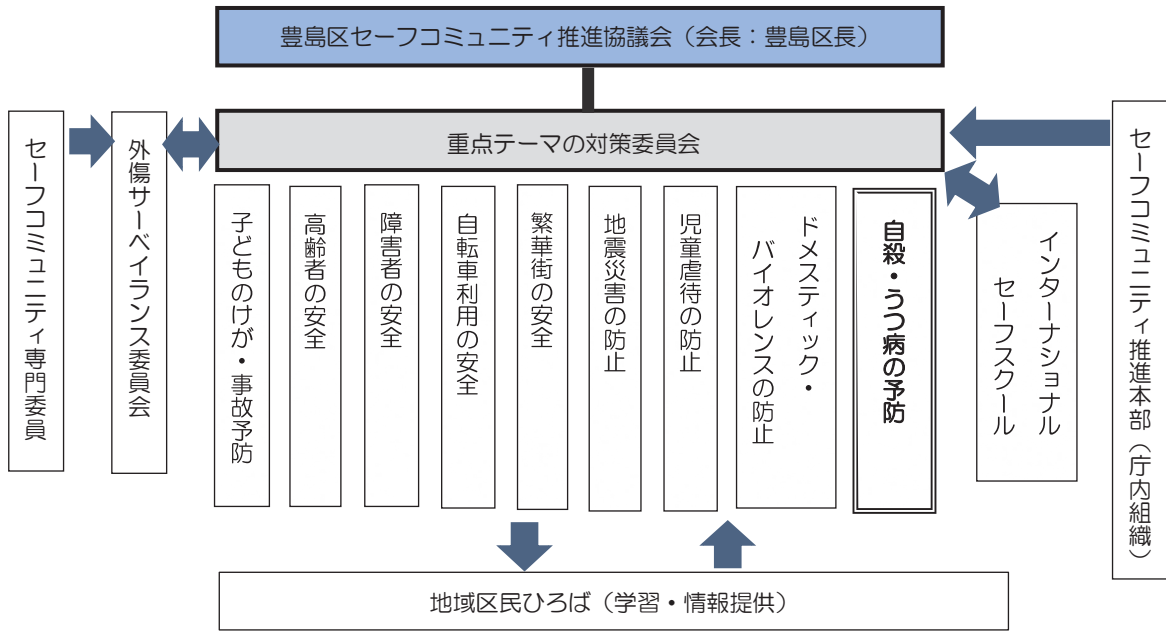 豊島区セーフコミュニティ推進協議会（会長：豊島区長）
重点テーマの対策委員会
セーフコミュニティ専門委員
外傷サーベイランス委員会
子どものけが・事故予防
高齢者の安全
障害者の安全
自転車利用の安全
繁華街の安全
地震災害の防止
児童虐待の防止
ドメスティック・
バイオレンスの防止
自殺・うつ病の予防
インターナショナル
セーフスクール
セーフコミュニティ推進本部（庁内組織）
地域区民ひろば（学習・情報提供）